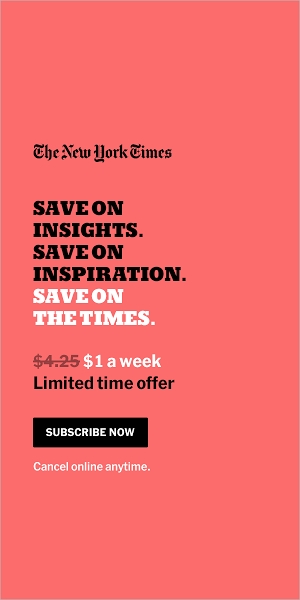 The New York Times
SAVE ON
INSIGHTS.
SAVE ON
INSPIRATION.
SAVE ON
THE TIMES.
$4.25 $1 a week
Limited time offer
SUBSCRIBE NOW
Cancel online anytime.